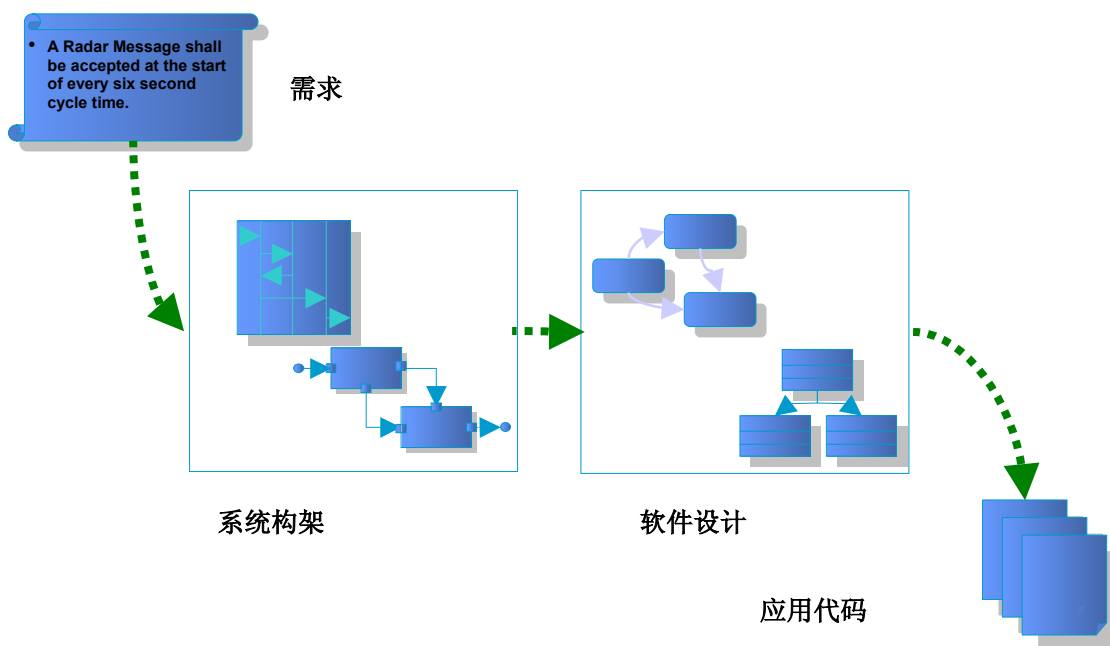 • A Radar Message shall
be accepted at the start
of every six second
cycle time.
需求
系统构架
软件设计
应用代码